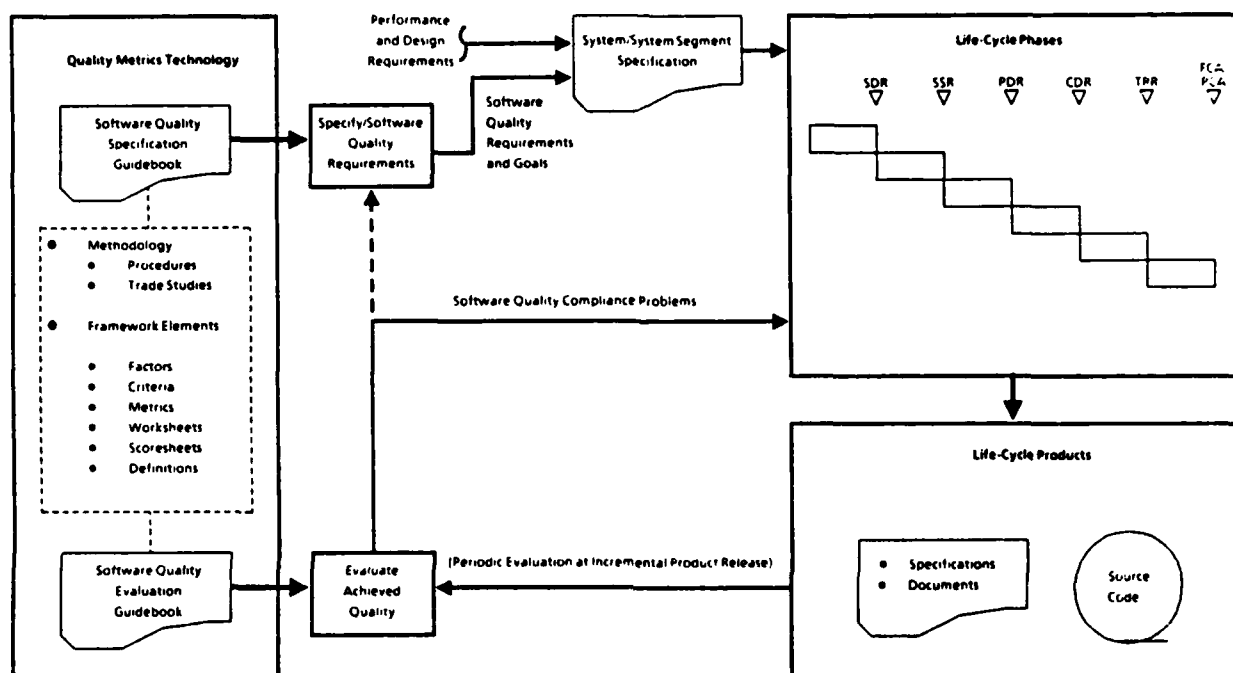 Quality Metrics Technology
Software Quality
Specification
Guidebook
● Methodology
● Procedures
● Trade Studies
● Framework Elements
● Factors
● Criteria
● Metrics
● Worksheets
● Scoresheets
● Definitions
Software Quality
Evaluation
Guidebook
Performance
and Design
Requirements
Specify/Software
Quality
Requirements
Software
Quality
Requirements
and Goals
System/System Segment
Specification
Software Quality Compliance Problems
Evaluate
Achieved
Quality
(Periodic Evaluation at Incremental Product Release)
Life-Cycle Phases
SDR
SSR
PDR
CDR
TRR
FCA
PCA
Life-Cycle Products
● Specifications
● Documents
Source
Code